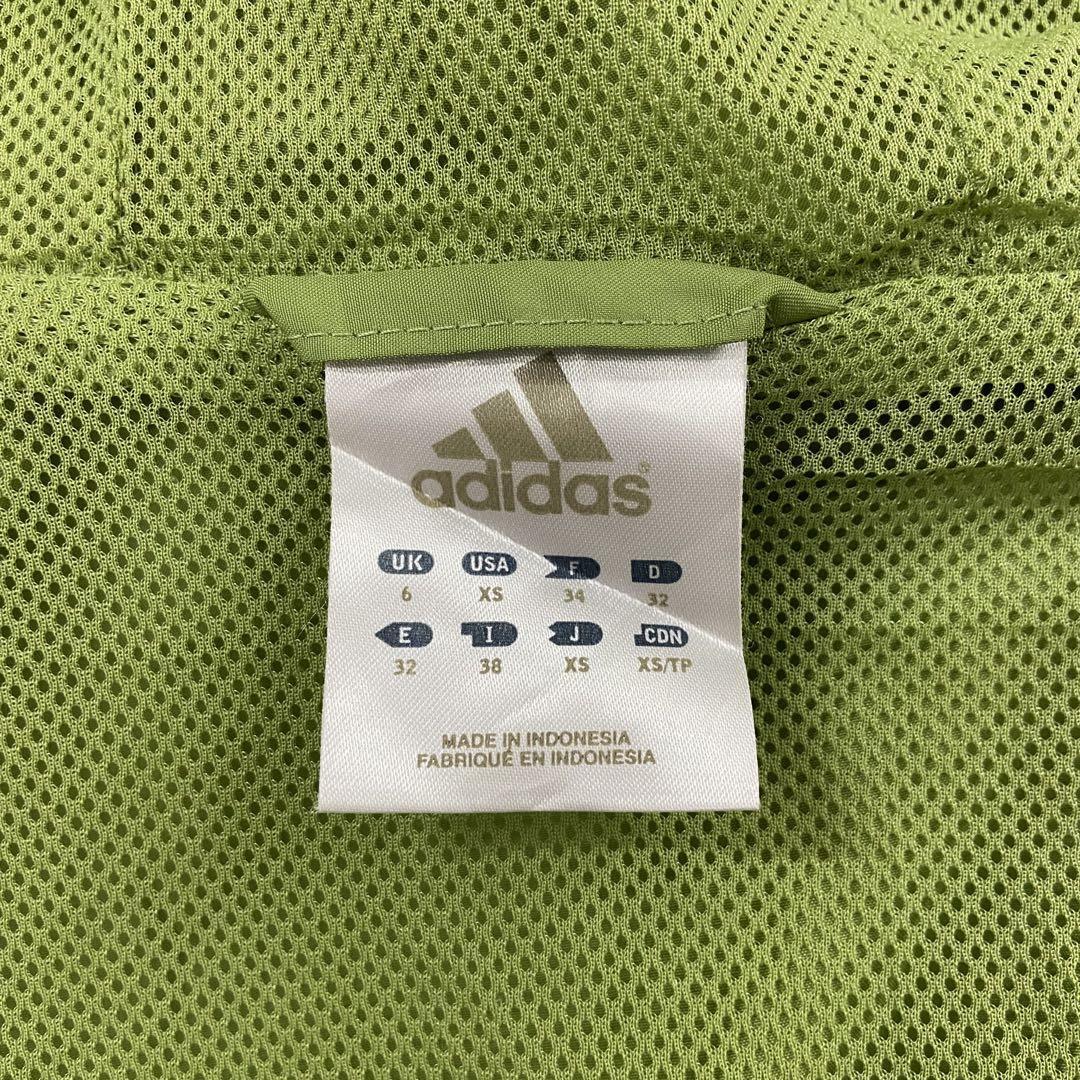 adidas®
UK USA F D
6 XS 34 32
E I J CDN
32 38 XS XS/TP
MADE IN INDONESIA
FABRIQUÉ EN INDONESIA